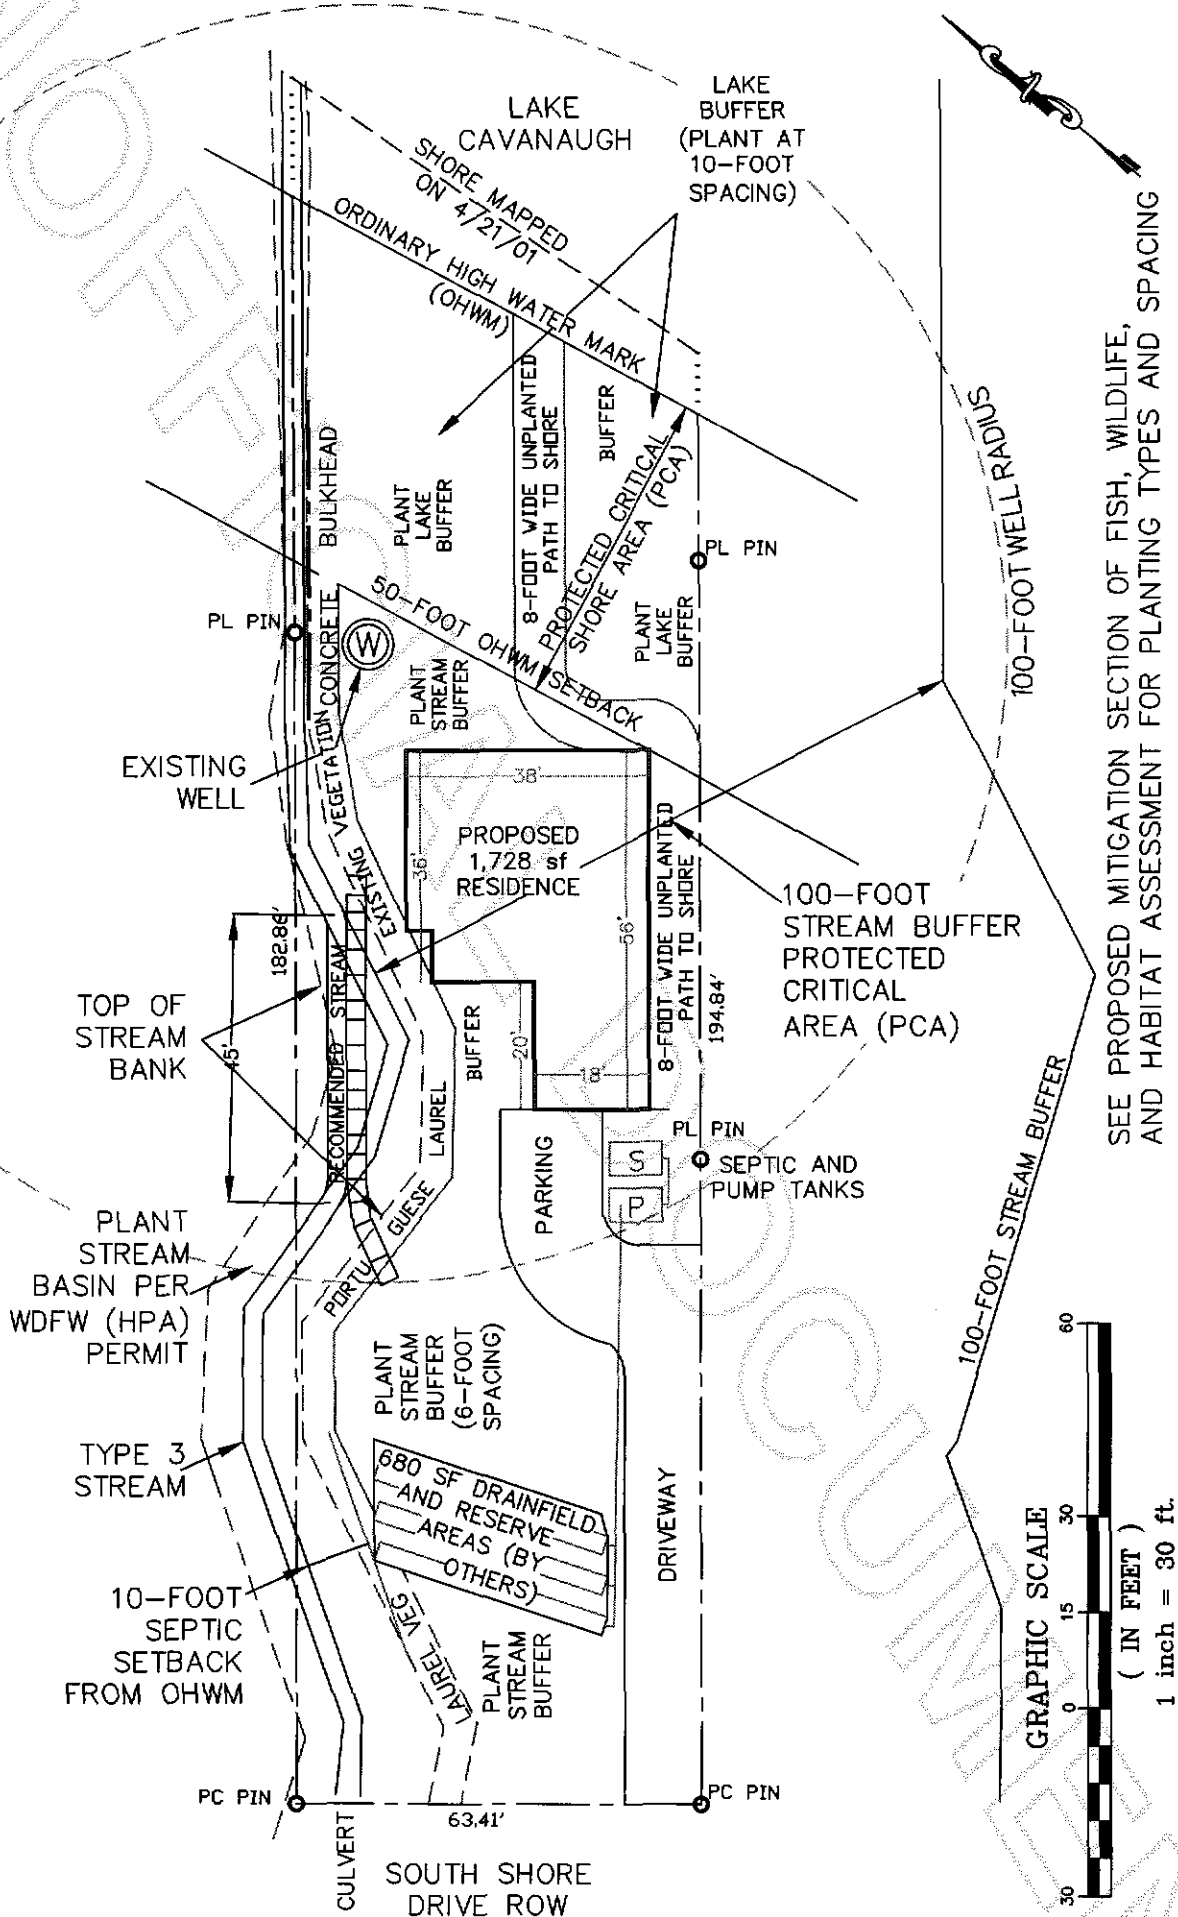 LAKE
CAVANAUGH
LAKE
BUFFER
(PLANT AT
10-FOOT
SPACING)
SHORE MAPPED
ON 4/21/01
ORDINARY HIGH WATER MARK
(OHWM)
8-FOOT WIDE UNPLANTED
PATH TO SHORE
BUFFER
PROTECTED CRITICAL
SHORE AREA (PCA)
PLANT
LAKE
BUFFER
CONCRETE BULKHEAD
PL PIN
PL PIN
50-FOOT OHWM SETBACK
W
PLANT
STREAM
BUFFER
PLANT
LAKE
BUFFER
100-FOOT WELL RADIUS
EXISTING
WELL
EXISTING VEGETATION
38'
36'
PROPOSED
1,728 sf
RESIDENCE
56'
8-FOOT WIDE UNPLANTED
PATH TO SHORE
194.84'
100-FOOT
STREAM BUFFER
PROTECTED
CRITICAL
AREA (PCA)
182.86'
TOP OF
STREAM
BANK
45'
RECOMMENDED STREAM
BUFFER
20'
18'
LAUREL
PORTU GUESE
PARKING
S
P
PL PIN
SEPTIC AND
PUMP TANKS
PLANT
STREAM
BASIN PER
WDFW (HPA)
PERMIT
100-FOOT STREAM BUFFER
PLANT
STREAM
BUFFER
(6-FOOT
SPACING)
TYPE 3
STREAM
680 SF DRAINFIELD
AND RESERVE
AREAS (BY
OTHERS)
DRIVEWAY
10-FOOT
SEPTIC
SETBACK
FROM OHWM
LAUREL VEG
PLANT
STREAM
BUFFER
PC PIN
PC PIN
63.41'
CULVERT
SOUTH SHORE
DRIVE ROW
SEE PROPOSED MITIGATION SECTION OF FISH, WILDLIFE,
AND HABITAT ASSESSMENT FOR PLANTING TYPES AND SPACING
GRAPHIC SCALE
30 0 15 30 60
( IN FEET )
1 inch = 30 ft.